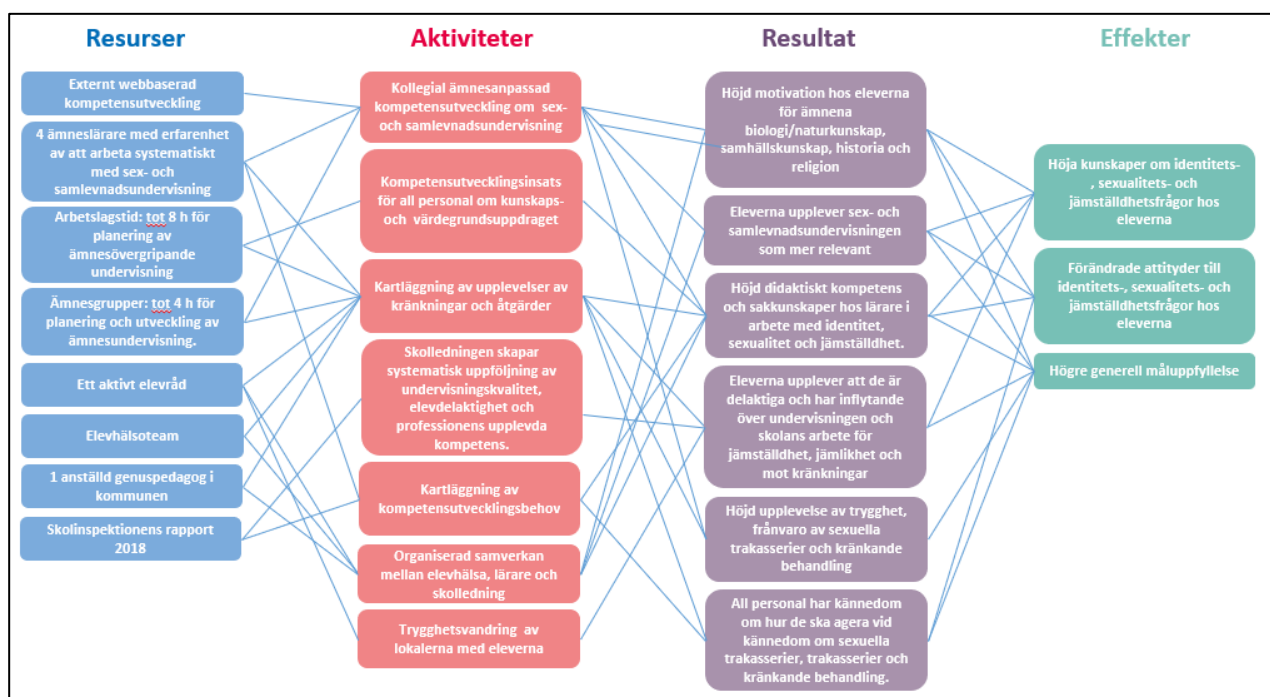 Resurser
Externt webbaserad
kompetensutveckling
4 ämneslärare med erfarenhet
av att arbeta systematiskt
med sex- och
samlevnadsundervisning
Arbetslagstid: tot 8 h för
planering av
ämnesövergripande
undervisning
Ämnesgrupper: tot 4 h för
planering och utveckling av
ämnesundervisning.
Ett aktivt elevråd
Elevhälsoteam
1 anställd genuspedagog i
kommunen
Skolinspektionens rapport
2018
Aktiviteter
Kollegial ämnesanpassad
kompetensutveckling om sex-
och samlevnadsundervisning
Kompetensutvecklingsinsats
för all personal om kunskaps-
och värdegrundsuppdraget
Kartläggning av upplevelser av
kränkningar och åtgärder
Skolledningen skapar
systematisk uppföljning av
undervisningskvalitet,
elevdelaktighet och
professionens upplevda
kompetens.
Kartläggning av
kompetensutvecklingsbehov
Organiserad samverkan
mellan elevhälsa, lärare och
skolledning
Trygghetsvandring av
lokalerna med eleverna
Resultat
Höjd motivation hos eleverna
för ämnena
biologi/naturkunskap,
samhällskunskap, historia och
religion
Eleverna upplever sex- och
samlevnadsundervisningen
som mer relevant
Höjd didaktiskt kompetens
och sakkunskaper hos lärare i
arbete med identitet,
sexualitet och jämställdhet.
Eleverna upplever att de är
delaktiga och har inflytande
över undervisningen och
skolans arbete för
jämställdhet, jämlikhet och
mot kränkningar
Höjd upplevelse av trygghet,
frånvaro av sexuella
trakasserier och kränkande
behandling
All personal har kännedom
om hur de ska agera vid
kännedom om sexuella
trakasserier, trakasserier och
kränkande behandling.
Effekter
Höja kunskaper om identitets-
, sexualitets- och
jämställdhetsfrågor hos
eleverna
Förändrade attityder till
identitets-, sexualitets- och
jämställdhetsfrågor hos
eleverna
Högre generell måluppfyllelse